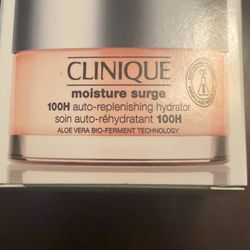 CLINIQUE
moisture surge
100H auto-replenishing hydrator
soin auto-réhydratant 100H
ALOE VERA BIO-FERMENT TECHNOLOGY